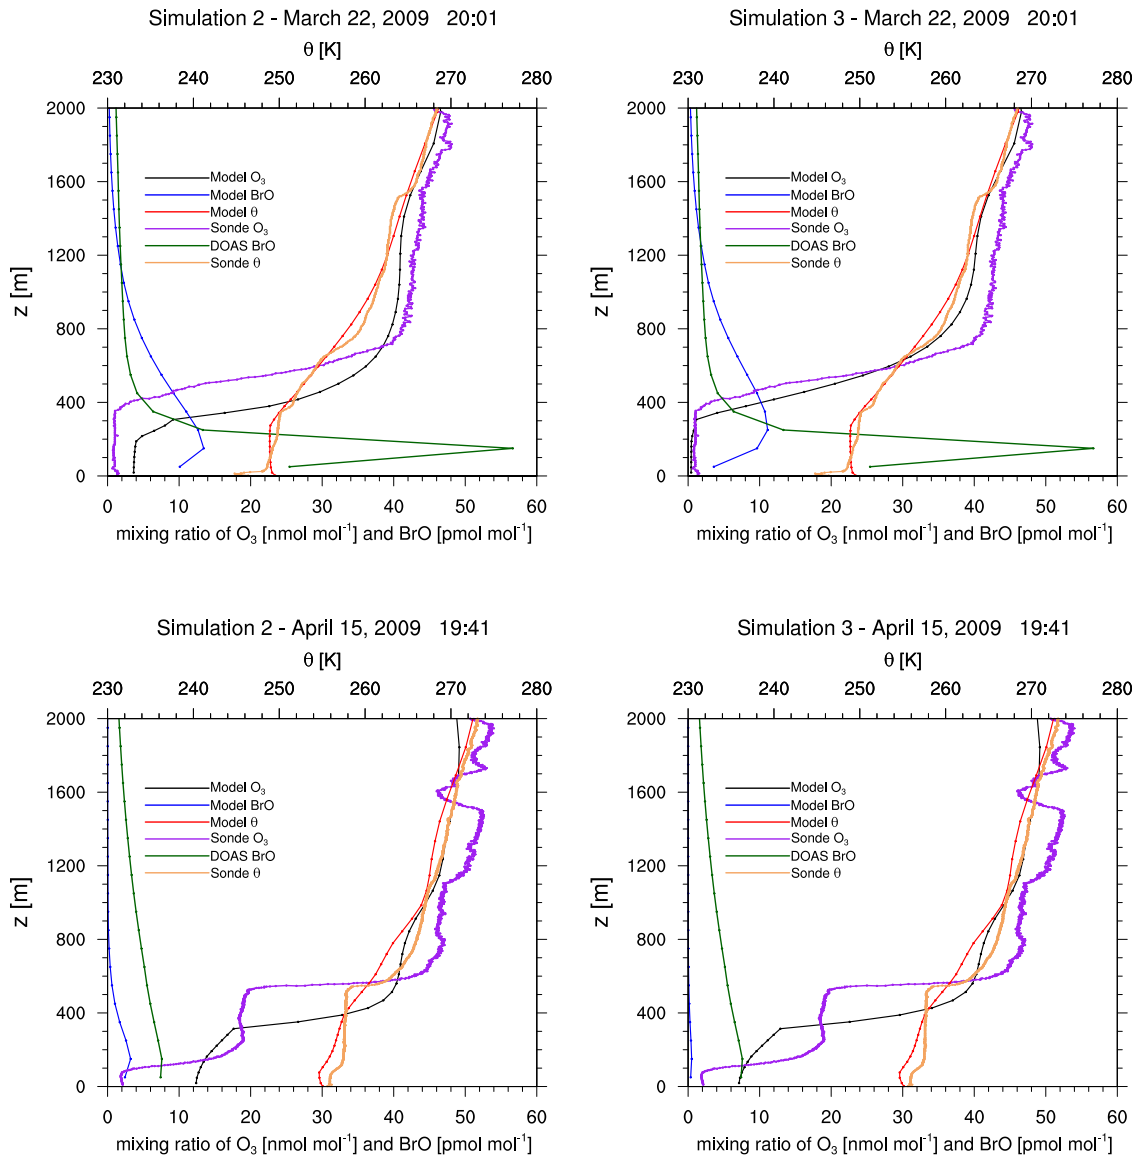 Simulation 2 - March 22, 2009 20:01
θ [K]
230 240 250 260 270 280
2000
1600
1200
800
400
0
z [m]
Model O₃
Model BrO
Model θ
Sonde O₃
DOAS BrO
Sonde θ
0 10 20 30 40 50 60
mixing ratio of O₃ [nmol mol⁻¹] and BrO [pmol mol⁻¹]
Simulation 3 - March 22, 2009 20:01
θ [K]
230 240 250 260 270 280
2000
1600
1200
800
400
0
z [m]
Model O₃
Model BrO
Model θ
Sonde O₃
DOAS BrO
Sonde θ
0 10 20 30 40 50 60
mixing ratio of O₃ [nmol mol⁻¹] and BrO [pmol mol⁻¹]
Simulation 2 - April 15, 2009 19:41
θ [K]
230 240 250 260 270 280
2000
1600
1200
800
400
0
z [m]
Model O₃
Model BrO
Model θ
Sonde O₃
DOAS BrO
Sonde θ
0 10 20 30 40 50 60
mixing ratio of O₃ [nmol mol⁻¹] and BrO [pmol mol⁻¹]
Simulation 3 - April 15, 2009 19:41
θ [K]
230 240 250 260 270 280
2000
1600
1200
800
400
0
z [m]
Model O₃
Model BrO
Model θ
Sonde O₃
DOAS BrO
Sonde θ
0 10 20 30 40 50 60
mixing ratio of O₃ [nmol mol⁻¹] and BrO [pmol mol⁻¹]